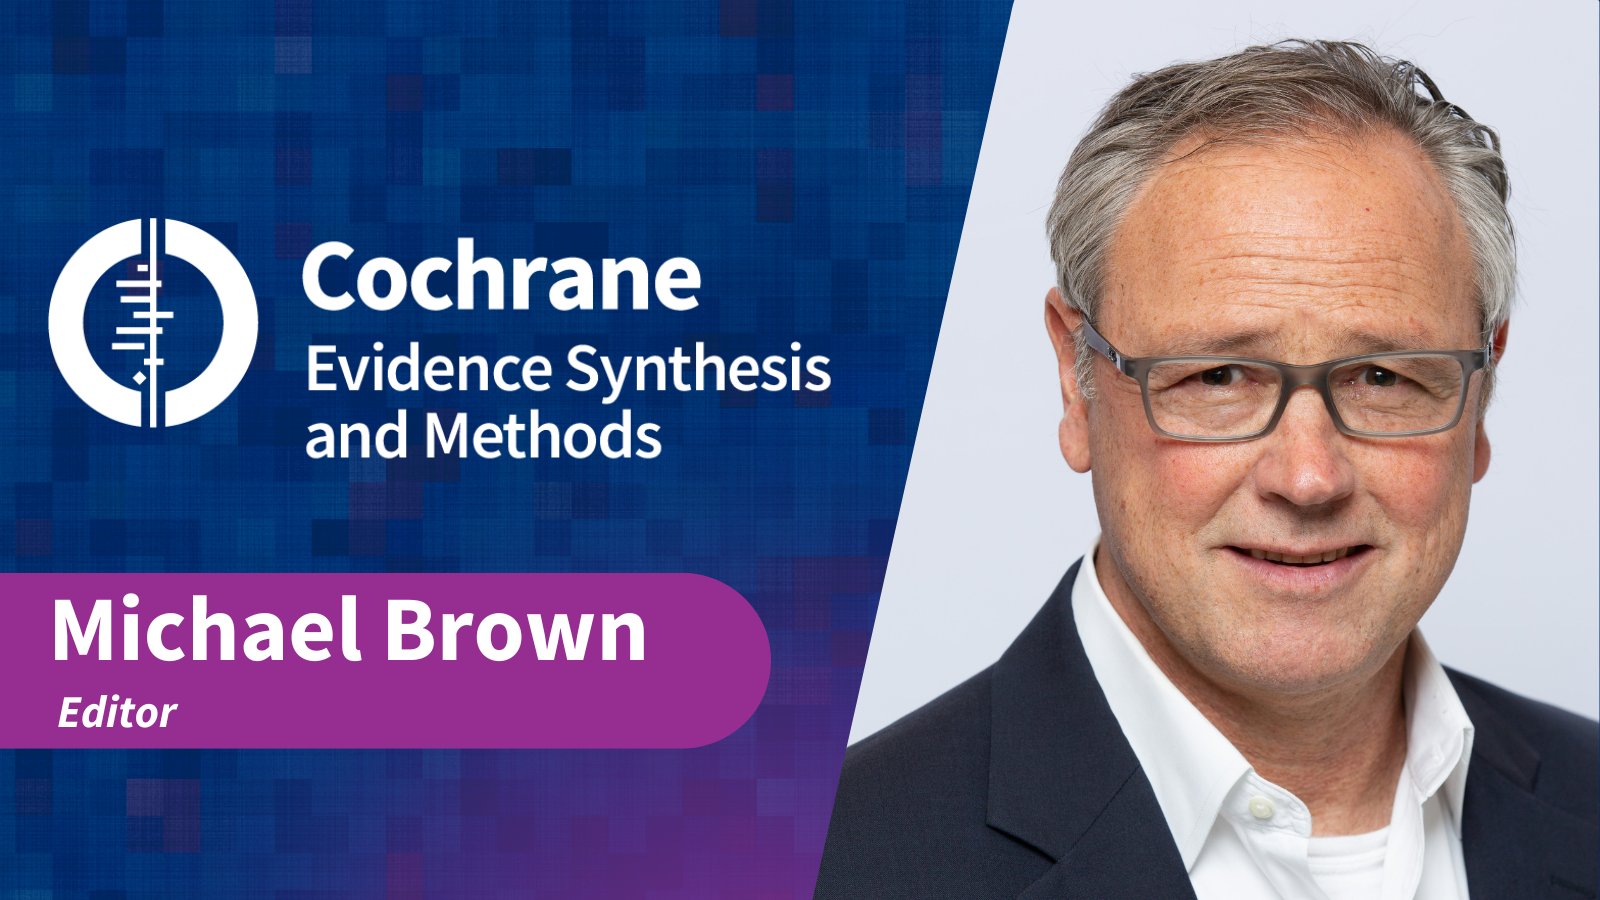 Cochrane
Evidence Synthesis
and Methods
Michael Brown
Editor